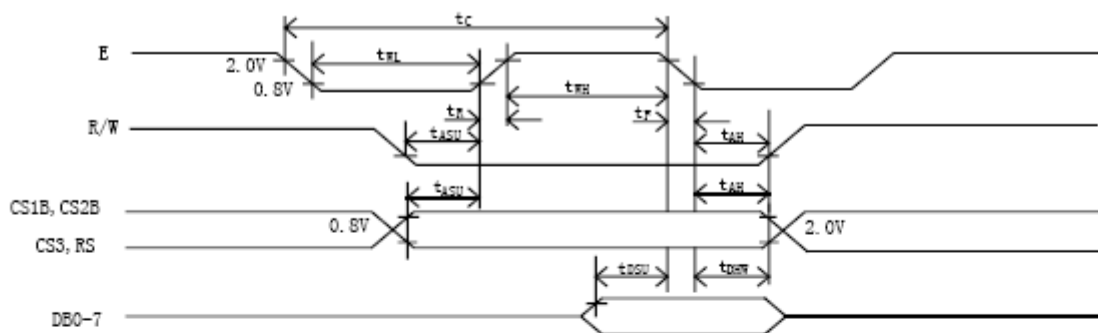 tC
E
tWL
2.0V
0.8V
tWH
tR
tF
R/W
tASU
tAH
tASU
tAH
CS1B, CS2B
0.8V
2.0V
CS3, RS
tDSU
tDHW
DB0-7